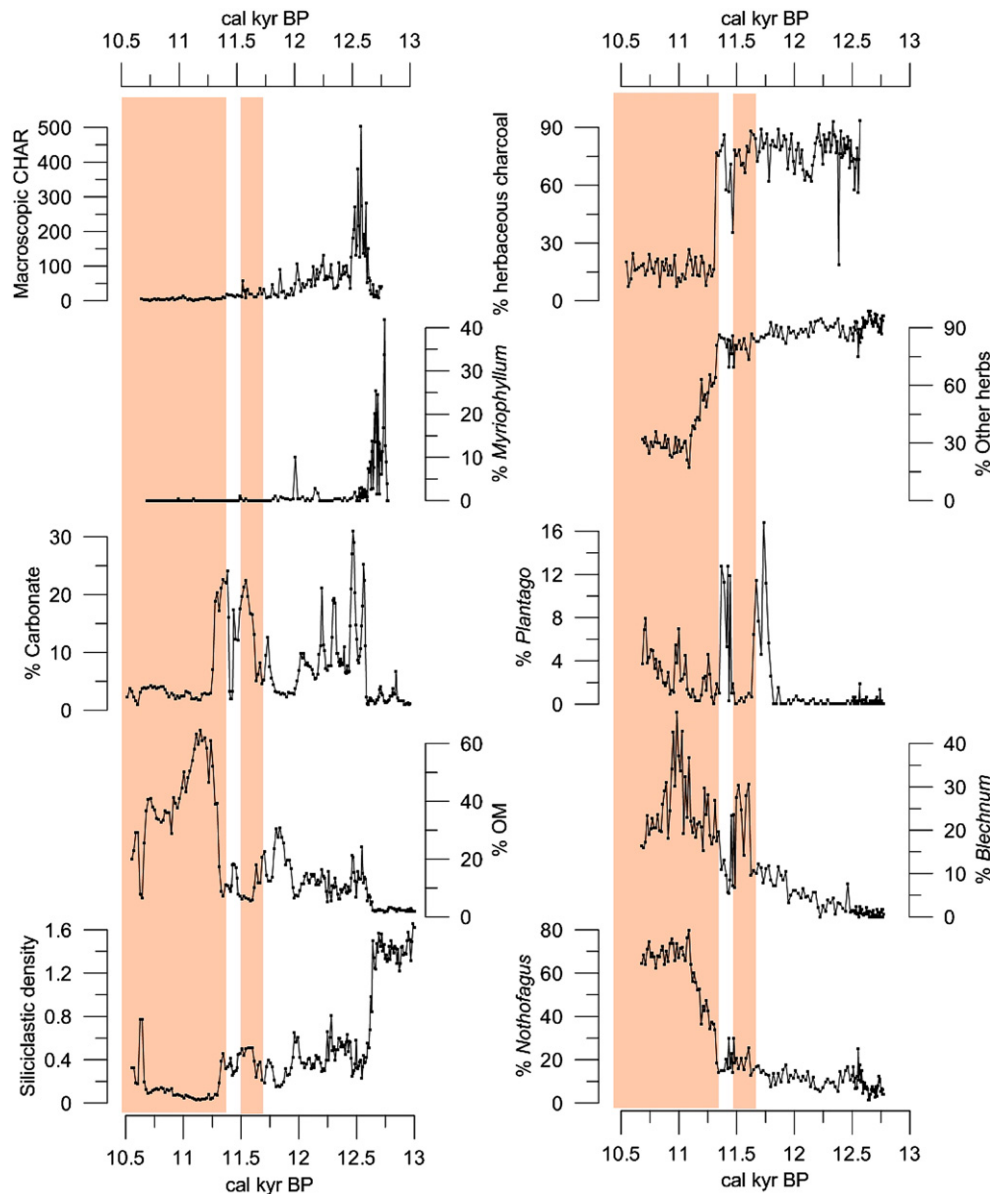 cal kyr BP
10.5 11 11.5 12 12.5 13
Macroscopic CHAR
500
400
300
200
100
0
% Myriophyllum
40
30
20
10
0
% Carbonate
30
20
10
0
% OM
60
40
20
0
Siliciclastic density
1.6
1.2
0.8
0.4
0
10.5 11 11.5 12 12.5 13
cal kyr BP
cal kyr BP
10.5 11 11.5 12 12.5 13
% herbaceous charcoal
90
60
30
0
% Other herbs
90
60
30
0
% Plantago
16
12
8
4
0
% Blechnum
40
30
20
10
0
% Nothofagus
80
60
40
20
0
10.5 11 11.5 12 12.5 13
cal kyr BP